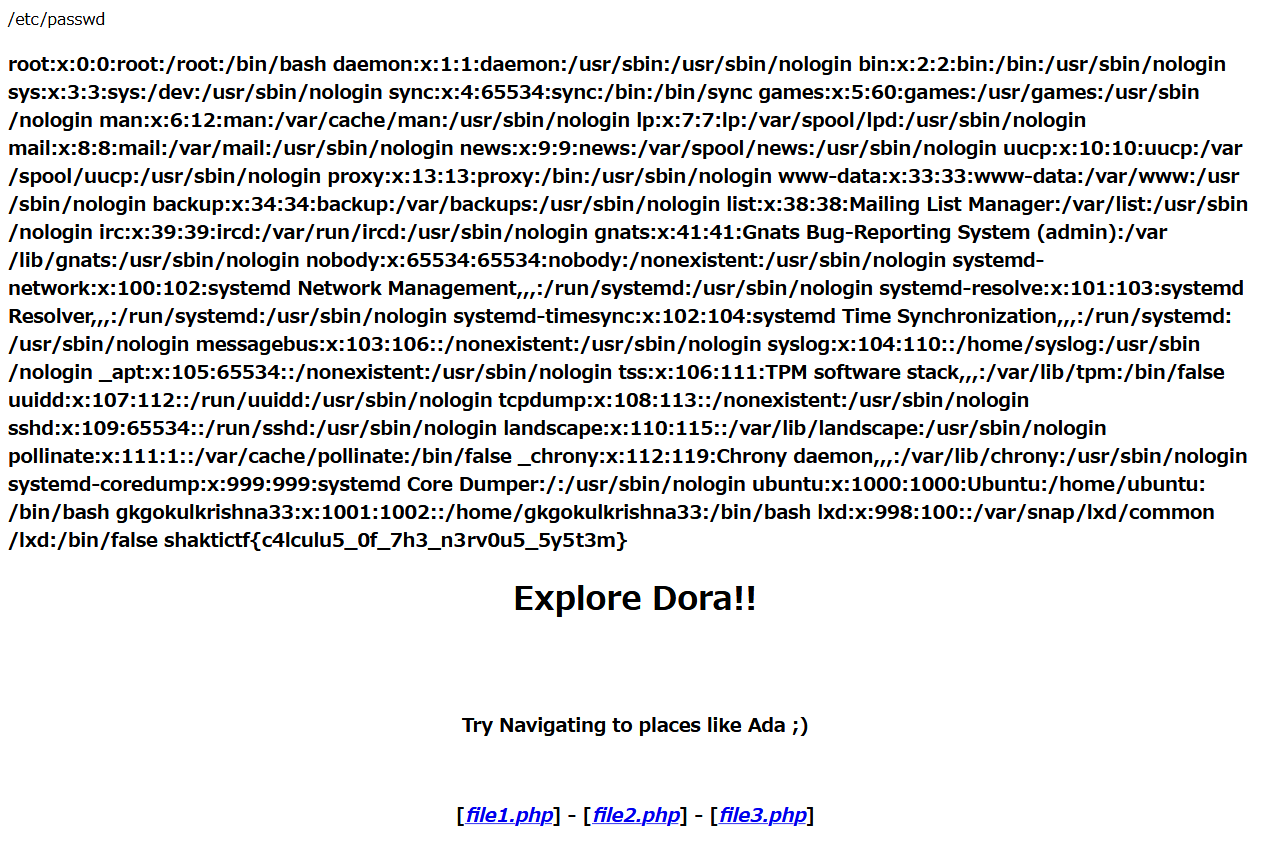 /etc/passwd
root:x:0:0:root:/root:/bin/bash daemon:x:1:1:daemon:/usr/sbin:/usr/sbin/nologin bin:x:2:2:bin:/bin:/usr/sbin/nologin
sys:x:3:3:sys:/dev:/usr/sbin/nologin sync:x:4:65534:sync:/bin:/bin/sync games:x:5:60:games:/usr/games:/usr/sbin
/nologin man:x:6:12:man:/var/cache/man:/usr/sbin/nologin lp:x:7:7:lp:/var/spool/lpd:/usr/sbin/nologin
mail:x:8:8:mail:/var/mail:/usr/sbin/nologin news:x:9:9:news:/var/spool/news:/usr/sbin/nologin uucp:x:10:10:uucp:/var
/spool/uucp:/usr/sbin/nologin proxy:x:13:13:proxy:/bin:/usr/sbin/nologin www-data:x:33:33:www-data:/var/www:/usr
/sbin/nologin backup:x:34:34:backup:/var/backups:/usr/sbin/nologin list:x:38:38:Mailing List Manager:/var/list:/usr/sbin
/nologin irc:x:39:39:ircd:/var/run/ircd:/usr/sbin/nologin gnats:x:41:41:Gnats Bug-Reporting System (admin):/var
/lib/gnats:/usr/sbin/nologin nobody:x:65534:65534:nobody:/nonexistent:/usr/sbin/nologin systemd-
network:x:100:102:systemd Network Management,,,:/run/systemd:/usr/sbin/nologin systemd-resolve:x:101:103:systemd
Resolver,,,:/run/systemd:/usr/sbin/nologin systemd-timesync:x:102:104:systemd Time Synchronization,,,:/run/systemd:
/usr/sbin/nologin messagebus:x:103:106::/nonexistent:/usr/sbin/nologin syslog:x:104:110::/home/syslog:/usr/sbin
/nologin _apt:x:105:65534::/nonexistent:/usr/sbin/nologin tss:x:106:111:TPM software stack,,,:/var/lib/tpm:/bin/false
uuidd:x:107:112::/run/uuidd:/usr/sbin/nologin tcpdump:x:108:113::/nonexistent:/usr/sbin/nologin
sshd:x:109:65534::/run/sshd:/usr/sbin/nologin landscape:x:110:115::/var/lib/landscape:/usr/sbin/nologin
pollinate:x:111:1::/var/cache/pollinate:/bin/false _chrony:x:112:119:Chrony daemon,,,:/var/lib/chrony:/usr/sbin/nologin
systemd-coredump:x:999:999:systemd Core Dumper:/:/usr/sbin/nologin ubuntu:x:1000:1000:Ubuntu:/home/ubuntu:
/bin/bash gkgokulkrishna33:x:1001:1002::/home/gkgokulkrishna33:/bin/bash lxd:x:998:100::/var/snap/lxd/common
/lxd:/bin/false shaktictf{c4lculu5_0f_7h3_n3rv0u5_5y5t3m}
Explore Dora!!
Try Navigating to places like Ada ;)
[file1.php] - [file2.php] - [file3.php]